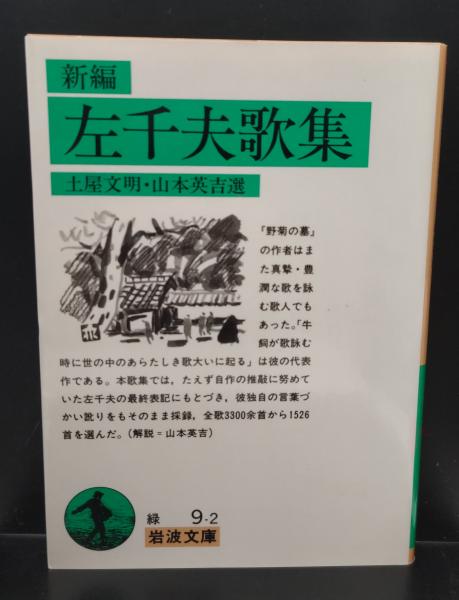 新編
左千夫歌集
土屋文明・山本英吉選
「野菊の墓」
の作者はま
た真摯・豊
潤な歌を詠
む歌人でも
あった。「牛
飼が歌詠む
時に世の中のあらたしき歌大いに起る」は彼の代表
作である。本歌集では，たえず自作の推敲に努めて
いた左千夫の最終表記にもとづき，彼独自の言葉づ
かい訛りをもそのまま採録，全歌3300余首から1526
首を選んだ。（解説＝山本英吉）
緑 9-2
岩波文庫